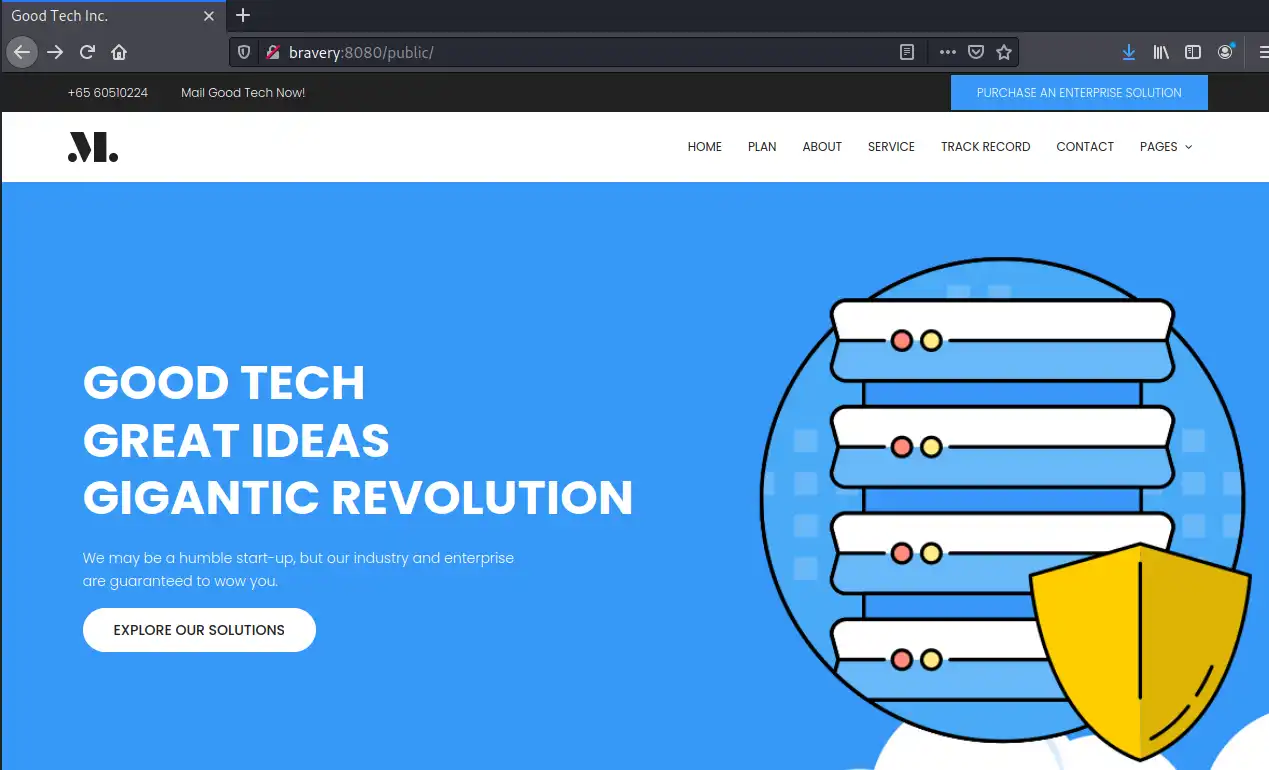 Good Tech Inc.
bravery:8080/public/
+65 60510224 Mail Good Tech Now! PURCHASE AN ENTERPRISE SOLUTION
M. HOME PLAN ABOUT SERVICE TRACK RECORD CONTACT PAGES
GOOD TECH
GREAT IDEAS
GIGANTIC REVOLUTION
We may be a humble start-up, but our industry and enterprise
are guaranteed to wow you.
EXPLORE OUR SOLUTIONS